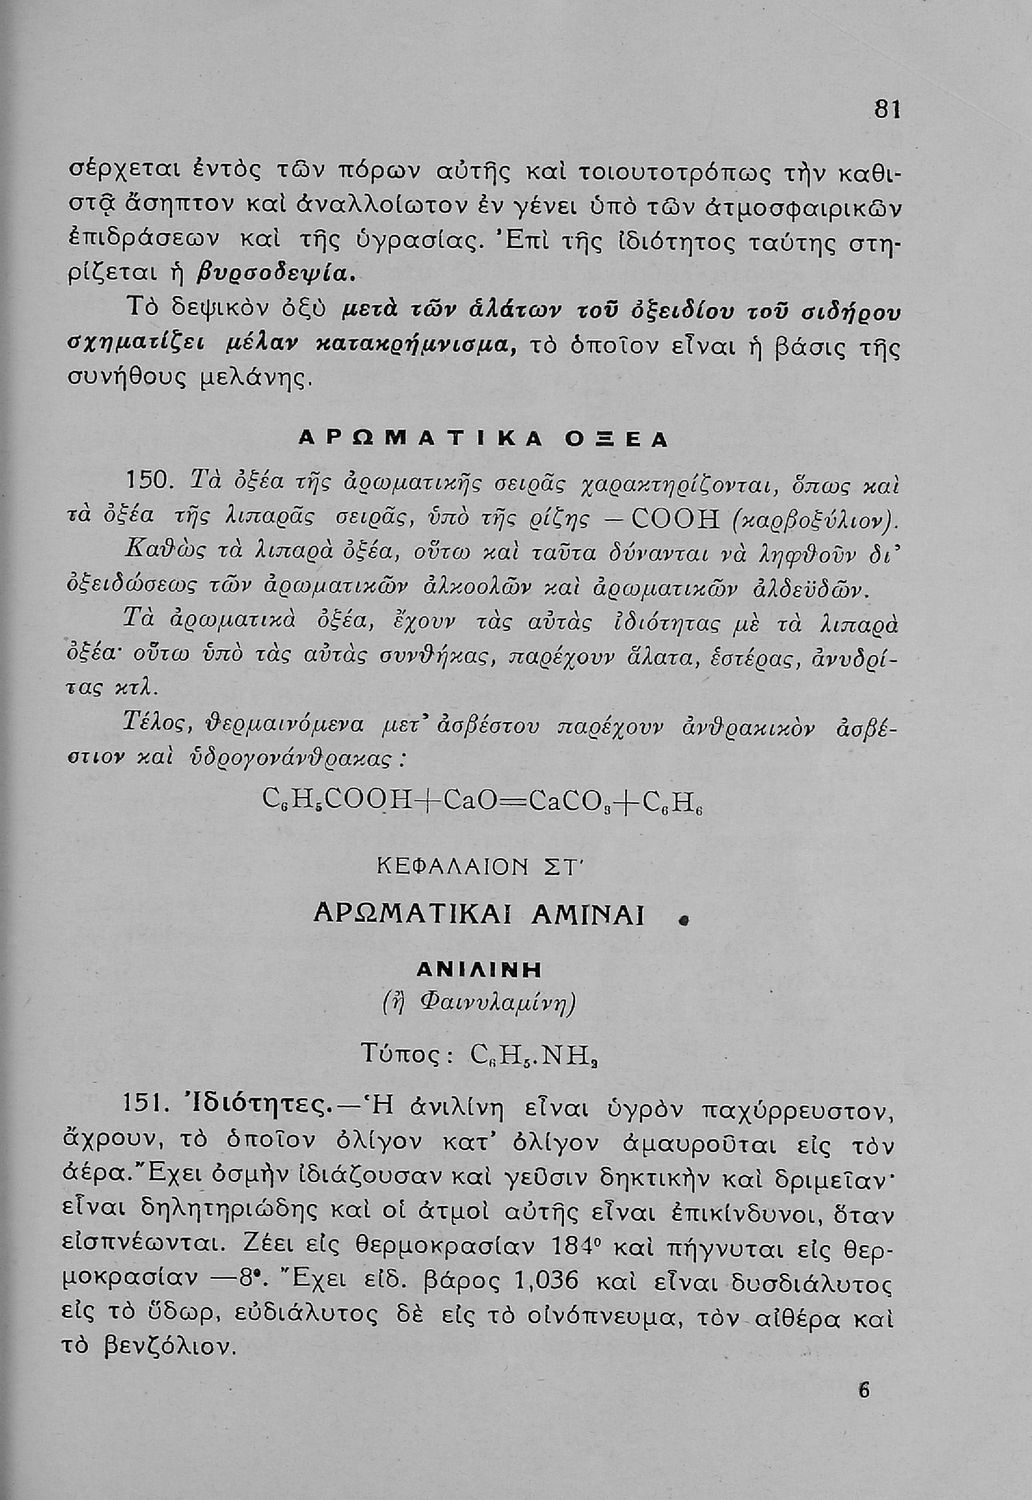 81
σέρχεται ἐντὸς τῶν πόρων αὐτῆς καὶ τοιουτοτρόπως τὴν καθι-
στᾷ ἄσηπτον καὶ ἀναλλοίωτον ἐν γένει ὑπὸ τῶν ἀτμοσφαιρικῶν
ἐπιδράσεων καὶ τῆς ὑγρασίας. Ἐπὶ τῆς ἰδιότητος ταύτης στη-
ρίζεται ἡ βυρσοδεψία.
Τὸ δεψικὸν ὀξὺ μετὰ τῶν ἁλάτων τοῦ ὀξειδίου τοῦ σιδήρου
σχηματίζει μέλαν κατακρήμνισμα, τὸ ὁποῖον εἶναι ἡ βάσις τῆς
συνήθους μελάνης.
ΑΡΩΜΑΤΙΚΑ ΟΞΕΑ
150. Τὰ ὀξέα τῆς ἀρωματικῆς σειρᾶς χαρακτηρίζονται, ὅπως καὶ
τὰ ὀξέα τῆς λιπαρᾶς σειρᾶς, ὑπὸ τῆς ρίζης — COOH (καρβοξύλιον).
Καθὼς τὰ λιπαρὰ ὀξέα, οὕτω καὶ ταῦτα δύνανται νὰ ληφθοῦν δι᾽
ὀξειδώσεως τῶν ἀρωματικῶν ἀλκοολῶν καὶ ἀρωματικῶν ἀλδεϋδῶν.
Τὰ ἀρωματικὰ ὀξέα, ἔχουν τὰς αὐτὰς ἰδιότητας μὲ τὰ λιπαρὰ
ὀξέα· οὕτω ὑπὸ τὰς αὐτὰς συνθήκας, παρέχουν ἅλατα, ἑστέρας, ἀνυδρί-
τας κτλ.
Τέλος, θερμαινόμενα μετ᾽ ἀσβέστου παρέχουν ἀνθρακικὸν ἀσβέ-
στιον καὶ ὑδρογονάνθρακας :
C₆H₅COOH+CaO=CaCO₃+C₆H₆
ΚΕΦΑΛΑΙΟΝ ΣΤ′
ΑΡΩΜΑΤΙΚΑΙ ΑΜΙΝΑΙ
ΑΝΙΛΙΝΗ
(ἢ Φαινυλαμίνη)
Τύπος : C₆H₅.NH₂
151. Ἰδιότητες.—Ἡ ἀνιλίνη εἶναι ὑγρὸν παχύρρευστον,
ἄχρουν, τὸ ὁποῖον ὀλίγον κατ᾽ ὀλίγον ἀμαυροῦται εἰς τὸν
ἀέρα. Ἔχει ὀσμὴν ἰδιάζουσαν καὶ γεῦσιν δηκτικὴν καὶ δριμεῖαν·
εἶναι δηλητηριώδης καὶ οἱ ἀτμοὶ αὐτῆς εἶναι ἐπικίνδυνοι, ὅταν
εἰσπνέωνται. Ζέει εἰς θερμοκρασίαν 184° καὶ πήγνυται εἰς θερ-
μοκρασίαν —8°. Ἔχει εἰδ. βάρος 1,036 καὶ εἶναι δυσδιάλυτος
εἰς τὸ ὕδωρ, εὐδιάλυτος δὲ εἰς τὸ οἰνόπνευμα, τὸν αἰθέρα καὶ
τὸ βενζόλιον.
6